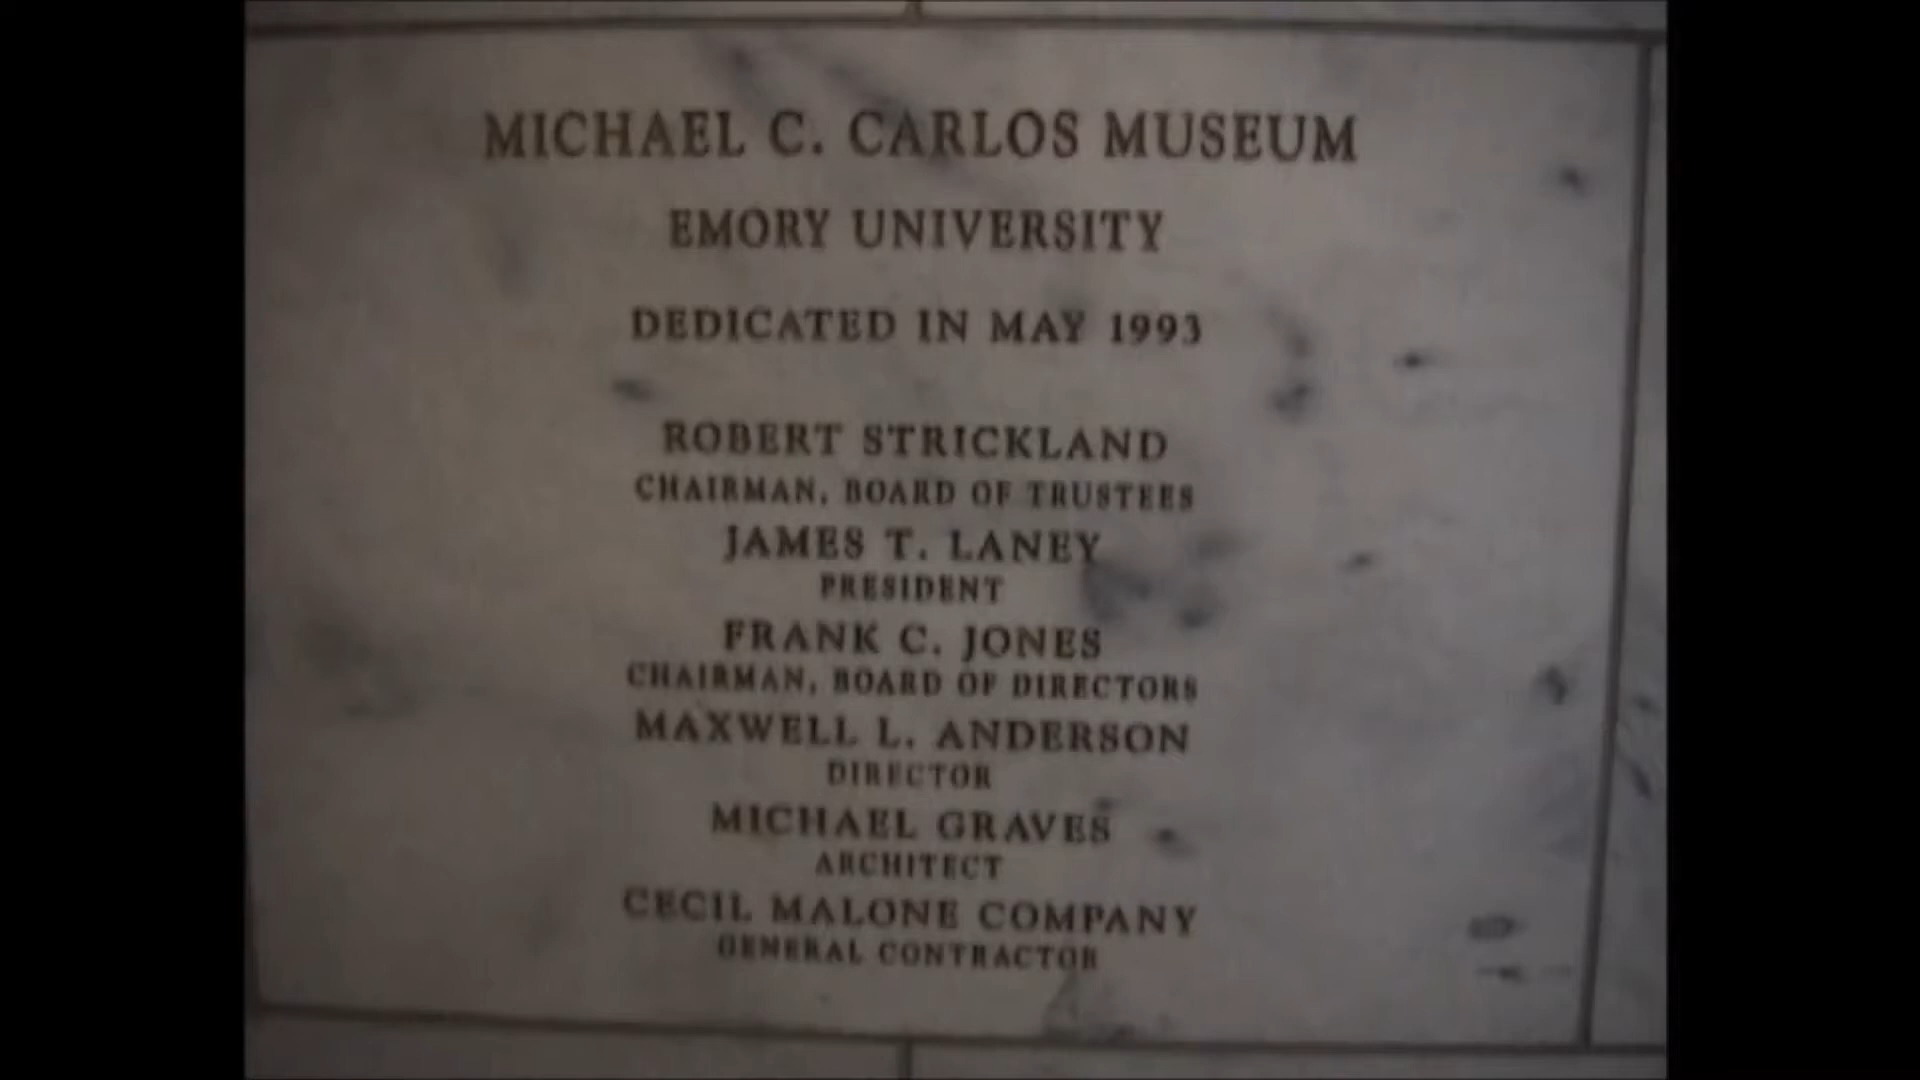 MICHAEL C. CARLOS MUSEUM
EMORY UNIVERSITY
DEDICATED IN MAY 1993
ROBERT STRICKLAND
CHAIRMAN, BOARD OF TRUSTEES
JAMES T. LANEY
PRESIDENT
FRANK C. JONES
CHAIRMAN, BOARD OF DIRECTORS
MAXWELL L. ANDERSON
DIRECTOR
MICHAEL GRAVES
ARCHITECT
CECIL MALONE COMPANY
GENERAL CONTRACTOR